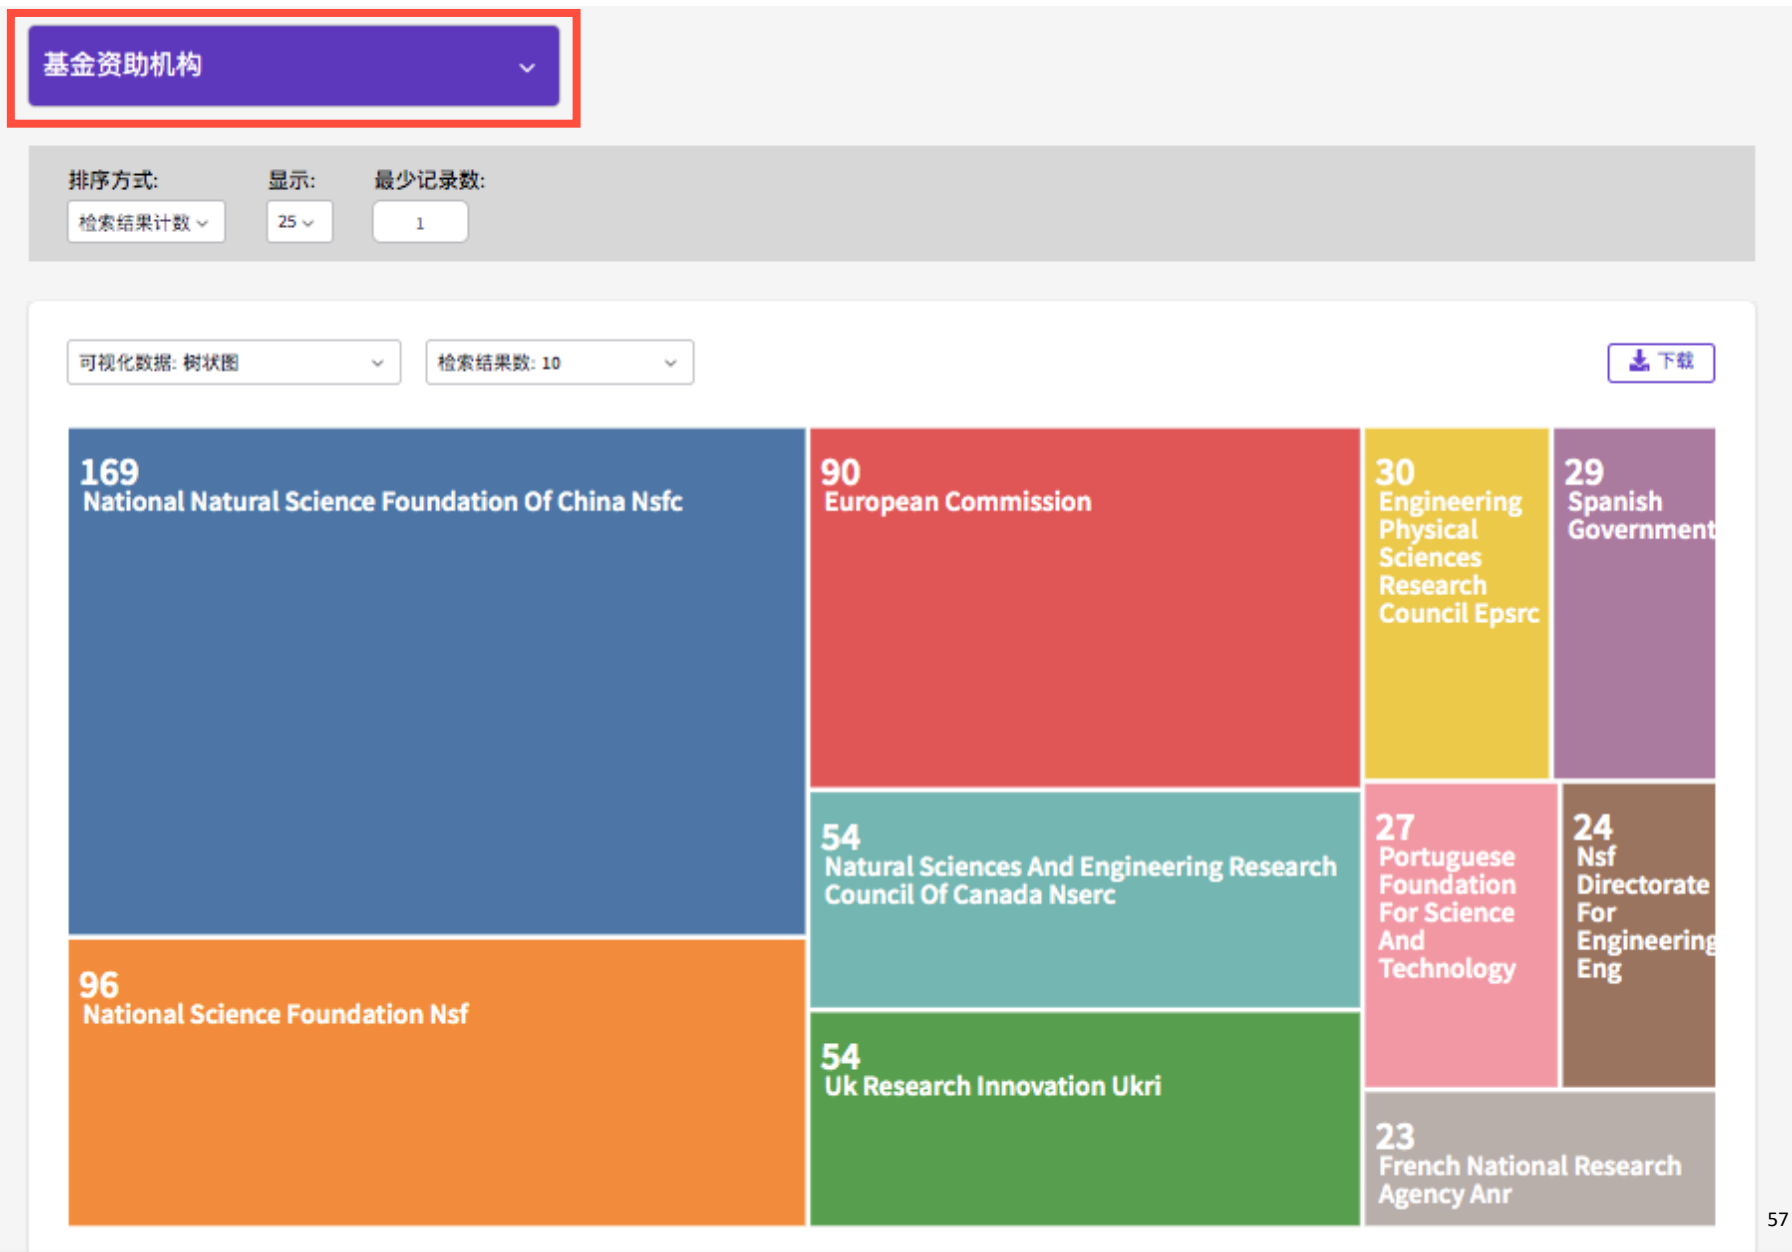 基金资助机构
排序方式:
显示:
最少记录数:
检索结果计数
25
1
可视化数据: 树状图
检索结果数: 10
下载
169
National Natural Science Foundation Of China Nsfc
96
National Science Foundation Nsf
90
European Commission
54
Natural Sciences And Engineering Research
Council Of Canada Nserc
54
Uk Research Innovation Ukri
30
Engineering
Physical
Sciences
Research
Council Epsrc
29
Spanish
Government
27
Portuguese
Foundation
For Science
And
Technology
24
Nsf
Directorate
For
Engineering
Eng
23
French National Research
Agency Anr
57